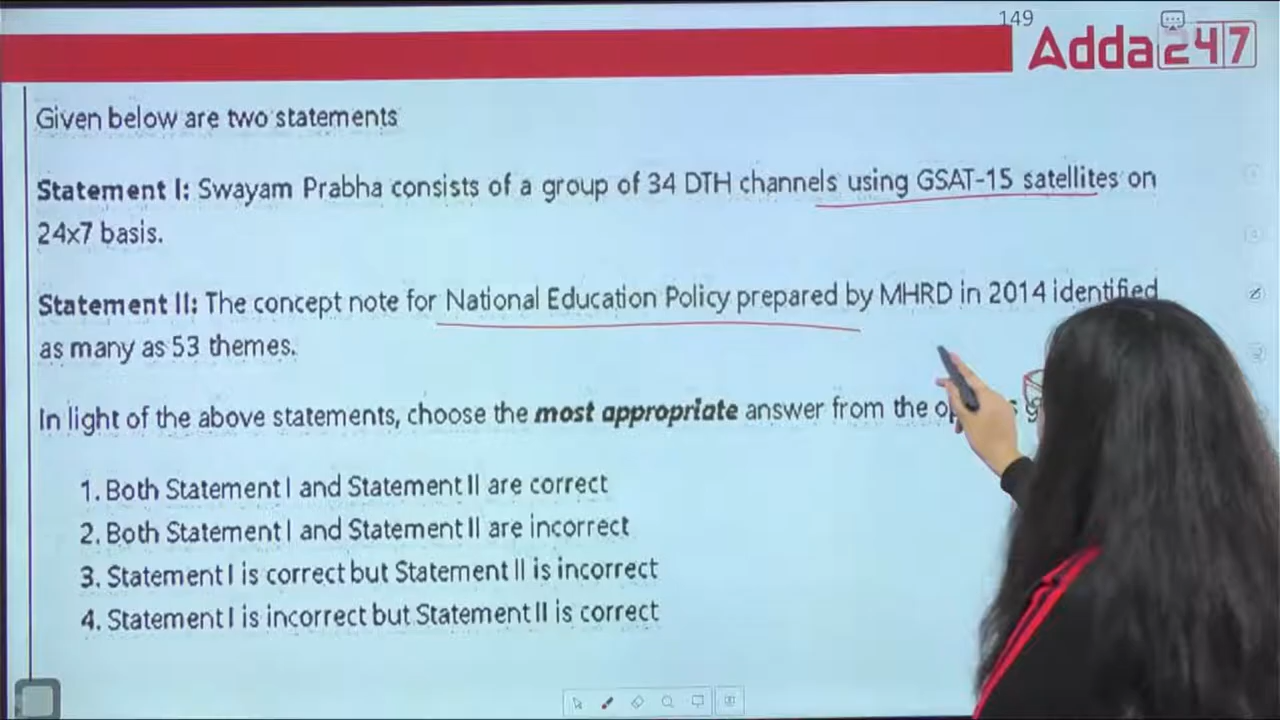 149
Adda247
Given below are two statements
Statement I: Swayam Prabha consists of a group of 34 DTH channels using GSAT-15 satellites on
24x7 basis.
Statement II: The concept note for National Education Policy prepared by MHRD in 2014 identified
as many as 53 themes.
In light of the above statements, choose the most appropriate answer from the
1. Both Statement I and Statement II are correct
2. Both Statement I and Statement II are incorrect
3. Statement I is correct but Statement II is incorrect
4. Statement I is incorrect but Statement II is correct